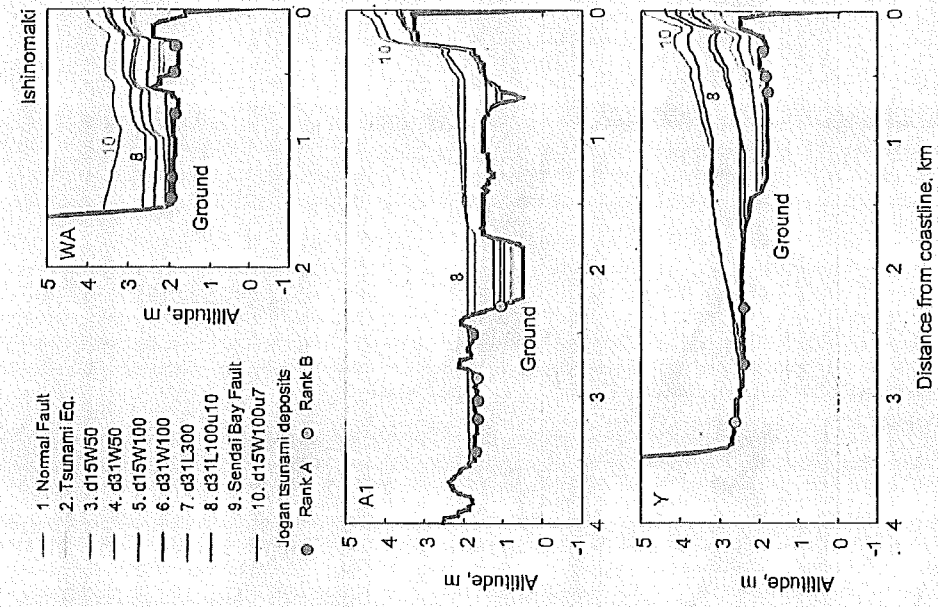 Ishinomaki
1 Normal Fault
2. Tsunami Eq.
3. d15W50
4. d31W50
5. d15W100
6. d31W100
7. d31L300
8. d31L100u10
9. Sendai Bay Fault
10. d15W100u7
Jogan tsunami deposits
Rank A
Rank B
WA
10
8
Ground
5
4
3
2
1
0
-1
Altitude, m
2
1
0
A1
10
8
Ground
5
4
3
2
1
0
-1
Altitude, m
4
3
2
1
0
Y
10
8
Ground
5
4
3
2
1
0
-1
Altitude, m
4
3
2
1
0
Distance from coastline, km